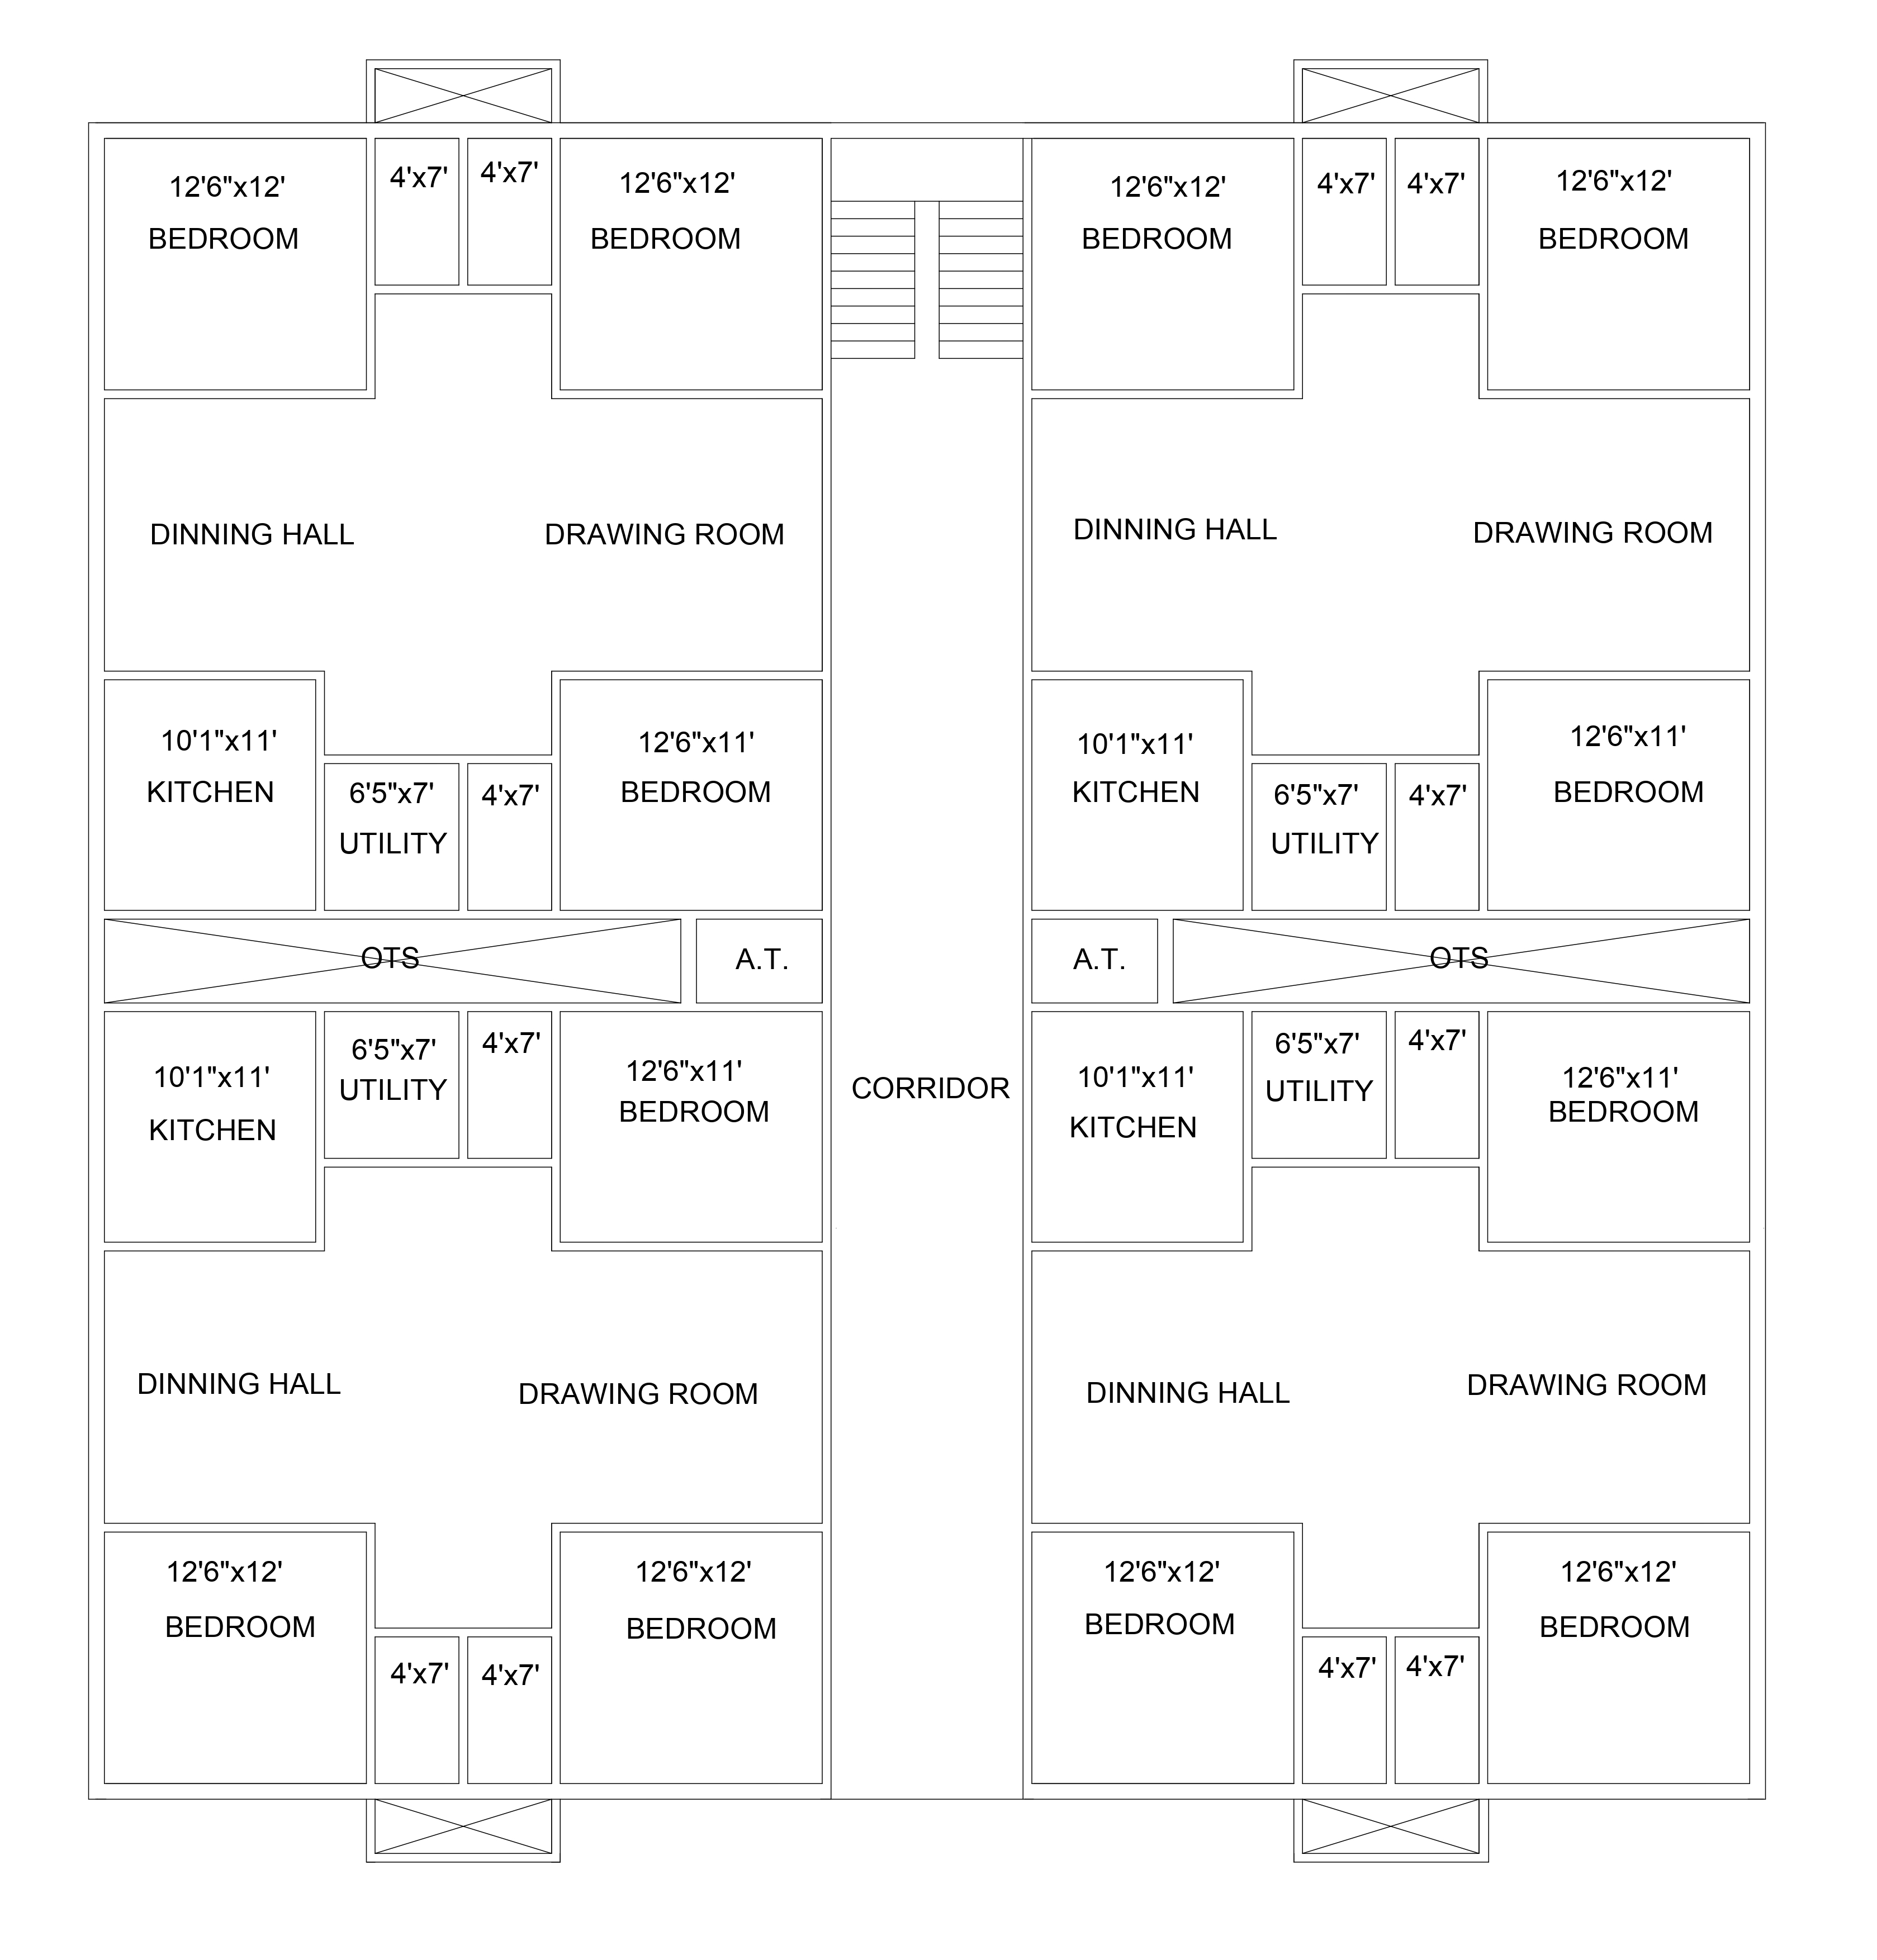 12'6"x12'
BEDROOM
4'x7'
4'x7'
12'6"x12'
BEDROOM
12'6"x12'
BEDROOM
4'x7'
4'x7'
12'6"x12'
BEDROOM
DINNING HALL
DRAWING ROOM
DINNING HALL
DRAWING ROOM
10'1"x11'
KITCHEN
6'5"x7'
UTILITY
4'x7'
12'6"x11'
BEDROOM
10'1"x11'
KITCHEN
6'5"x7'
UTILITY
4'x7'
12'6"x11'
BEDROOM
OTS
A.T.
A.T.
OTS
10'1"x11'
KITCHEN
6'5"x7'
UTILITY
4'x7'
12'6"x11'
BEDROOM
CORRIDOR
10'1"x11'
KITCHEN
6'5"x7'
UTILITY
4'x7'
12'6"x11'
BEDROOM
DINNING HALL
DRAWING ROOM
DINNING HALL
DRAWING ROOM
12'6"x12'
BEDROOM
4'x7'
4'x7'
12'6"x12'
BEDROOM
12'6"x12'
BEDROOM
4'x7'
4'x7'
12'6"x12'
BEDROOM